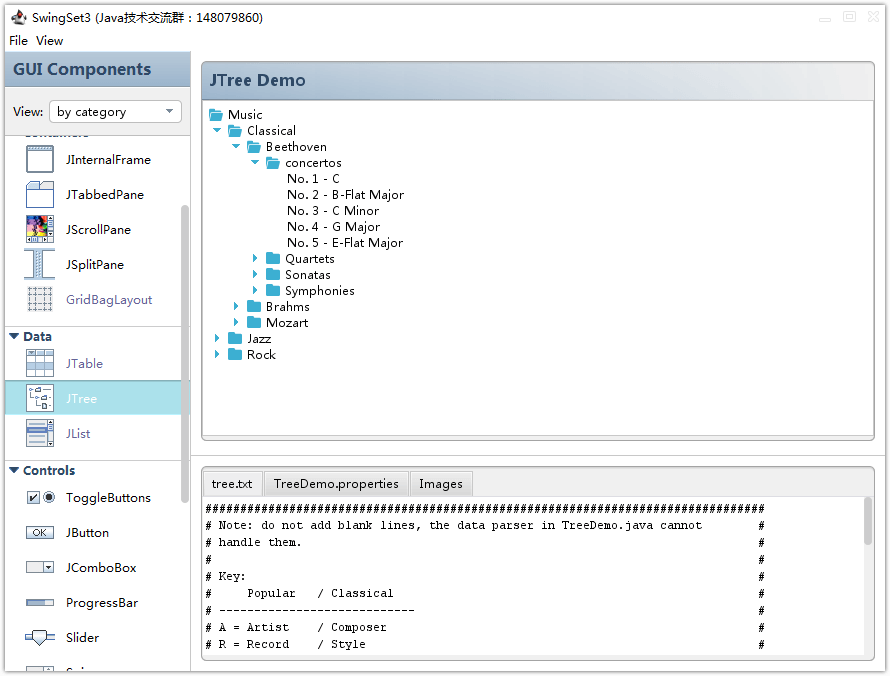 SwingSet3 (Java技术交流群：148079860)
File View
GUI Components
View: by category
Containers
JInternalFrame
JTabbedPane
JScrollPane
JSplitPane
GridBagLayout
Data
JTable
JTree
JList
Controls
ToggleButtons
OK JButton
JComboBox
ProgressBar
Slider
JTree Demo
Music
Classical
Beethoven
concertos
No. 1 - C
No. 2 - B-Flat Major
No. 3 - C Minor
No. 4 - G Major
No. 5 - E-Flat Major
Quartets
Sonatas
Symphonies
Brahms
Mozart
Jazz
Rock
tree.txt TreeDemo.properties Images
################################################################################
# Note: do not add blank lines, the data parser in TreeDemo.java cannot #
# handle them. #
# #
# Key: #
# Popular / Classical #
# --------------------------- #
# A = Artist / Composer #
# R = Record / Style #